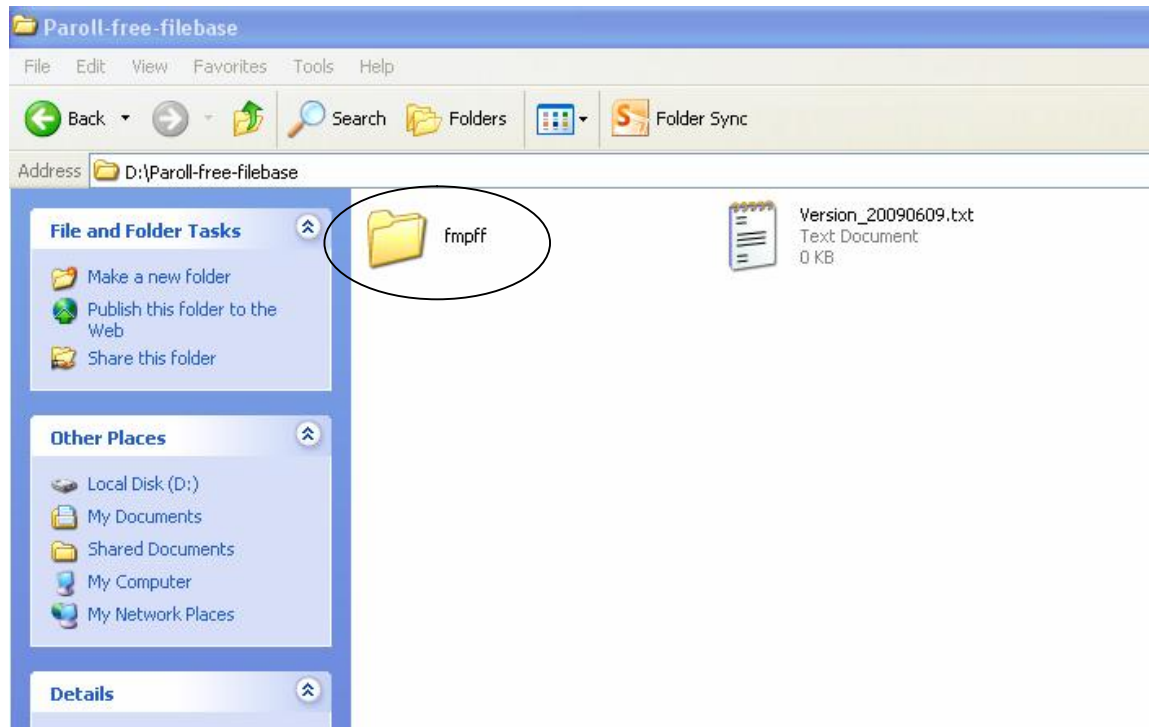 Paroll-free-filebase
File Edit View Favorites Tools Help
Back Search Folders Folder Sync
Address D:\Paroll-free-filebase
File and Folder Tasks
Make a new folder
Publish this folder to the
Web
Share this folder
Other Places
Local Disk (D:)
My Documents
Shared Documents
My Computer
My Network Places
Details
fmpff
Version_20090609.txt
Text Document
0 KB